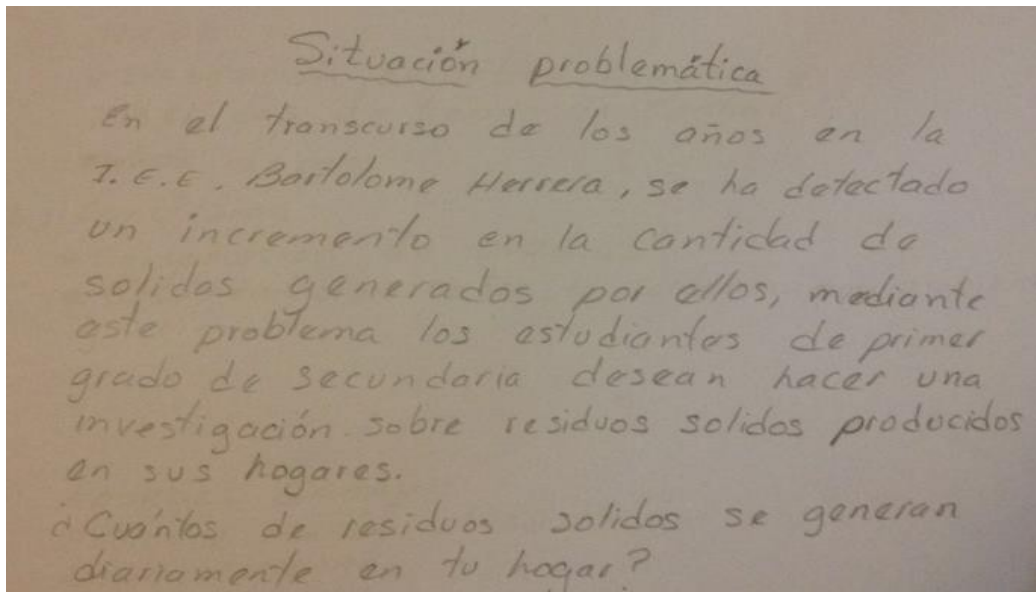 Situación problemática
En el transcurso de los años en la
I.E.E. Bartolome Herrera, se ha detectado
un incremento en la cantidad de
solidos generados por ellos, mediante
este problema los estudiantes de primer
grado de secundaria desean hacer una
investigación sobre residuos solidos producidos
en sus hogares.
¿Cuántos de residuos solidos se generan
diariamente en tu hogar?